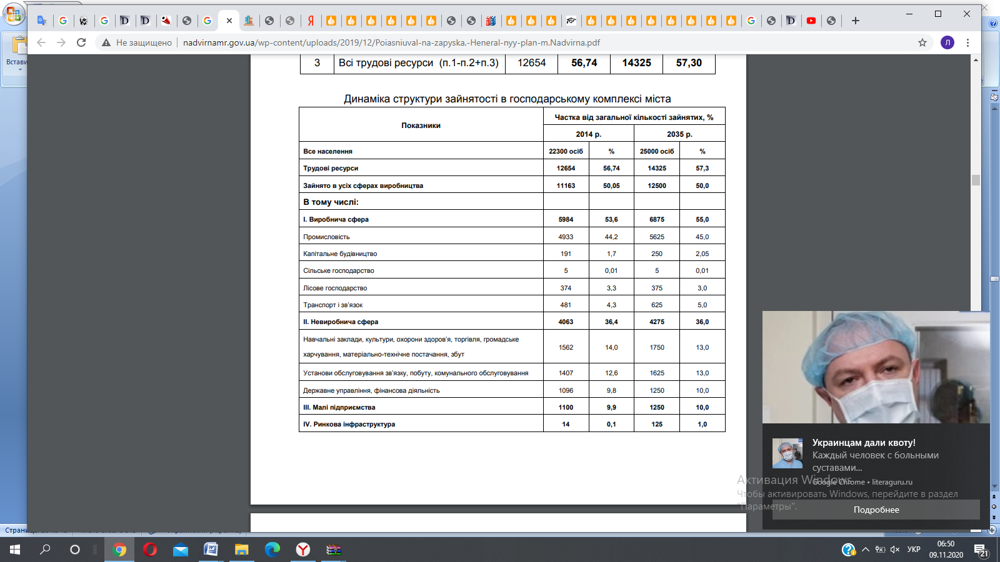 Не защищено
nadvirnamr.gov.ua/wp-content/uploads/2019/12/Poiasniuval-na-zapyska.-Heneral-nyy-plan-m.Nadvirna.pdf
Л
Встави
3 Всі трудові ресурси (п.1-п.2+п.3) 12654 56,74 14325 57,30
Динаміка структури зайнятості в господарському комплексі міста
Показники Частка від загальної кількості зайнятих, %
2014 р. 2035 р.
Все населення 22300 осіб % 25000 осіб %
Трудові ресурси 12654 56,74 14325 57,3
Зайнято в усіх сферах виробництва 11163 50,05 12500 50,0
В тому числі:
І. Виробнича сфера 5984 53,6 6875 55,0
Промисловість 4933 44,2 5625 45,0
Капітальне будівництво 191 1,7 250 2,05
Сільське господарство 5 0,01 5 0,01
Лісове господарство 374 3,3 375 3,0
Транспорт і зв'язок 481 4,3 625 5,0
ІІ. Невиробнича сфера 4063 36,4 4275 36,0
Навчальні заклади, культури, охорони здоров'я, торгівля, громадське
харчування, матеріально-технічне постачання, збут 1562 14,0 1750 13,0
Установи обслуговування зв'язку, побуту, комунального обслуговування 1407 12,6 1625 13,0
Державне управління, фінансова діяльність 1096 9,8 1250 10,0
ІІІ. Малі підприємства 1100 9,9 1250 10,0
ІV. Ринкова інфраструктура 14 0,1 125 1,0
Украинцам дали квоту!
Каждый человек с больными
суставами...
Google Chrome • literaguru.ru
Подробнее
Активация Windows
Чтобы активировать Windows, перейдите в раздел
"Параметры".
УКР
06:50
09.11.2020
21